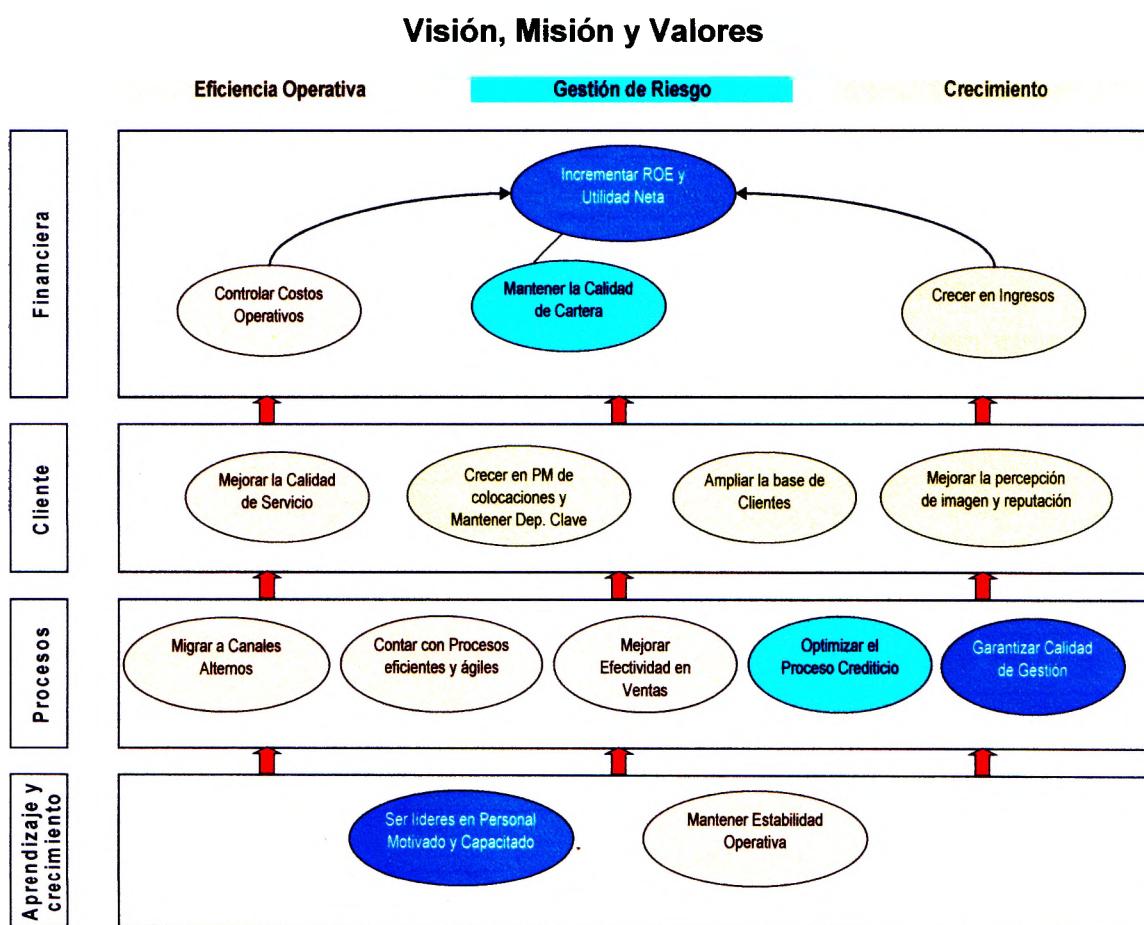 Visión, Misión y Valores
Eficiencia Operativa
Gestión de Riesgo
Crecimiento
Financiera
Incrementar ROE y
Utilidad Neta
Controlar Costos
Operativos
Mantener la Calidad
de Cartera
Crecer en Ingresos
Cliente
Mejorar la Calidad
de Servicio
Crecer en PM de
colocaciones y
Mantener Dep. Clave
Ampliar la base de
Clientes
Mejorar la percepción
de imagen y reputación
Procesos
Migrar a Canales
Alternos
Contar con Procesos
eficientes y ágiles
Mejorar
Efectividad en
Ventas
Optimizar el
Proceso Crediticio
Garantizar Calidad
de Gestión
Aprendizaje y
crecimiento
Ser líderes en Personal
Motivado y Capacitado
Mantener Estabilidad
Operativa